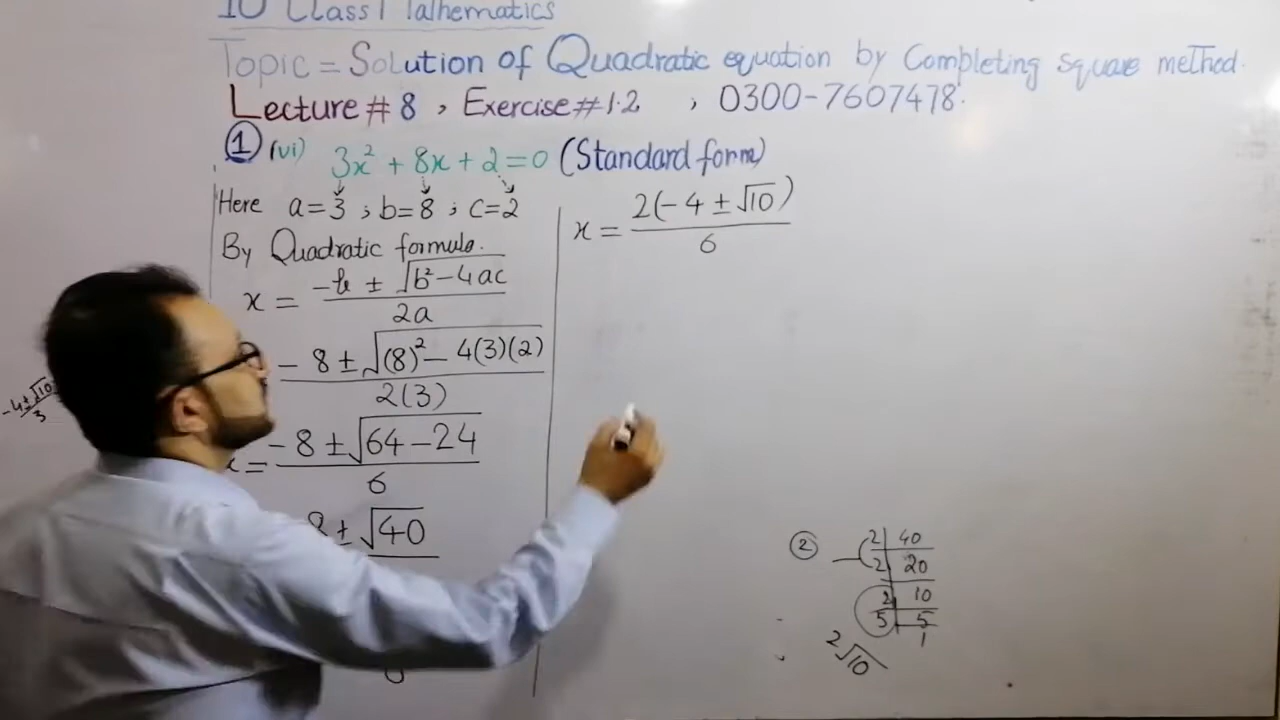 10 Class Mathematics
Topic = Solution of Quadratic equation by Completing square method.
Lecture # 8 , Exercise # 1.2 , 0300-7607478.
① (vi) 3x² + 8x + 2 = 0 (Standard form)
Here a=3 ; b=8 ; c=2
By Quadratic formula.
x = -b ± √b²-4ac
2a
- 8 ± √(8)² - 4(3)(2)
2(3)
x = -8 ± √64-24
6
8 ± √40
6
x = 2(-4 ± √10)
6
-4±√10
3
② 2 40
2 20
2 10
5 5
1
2√10